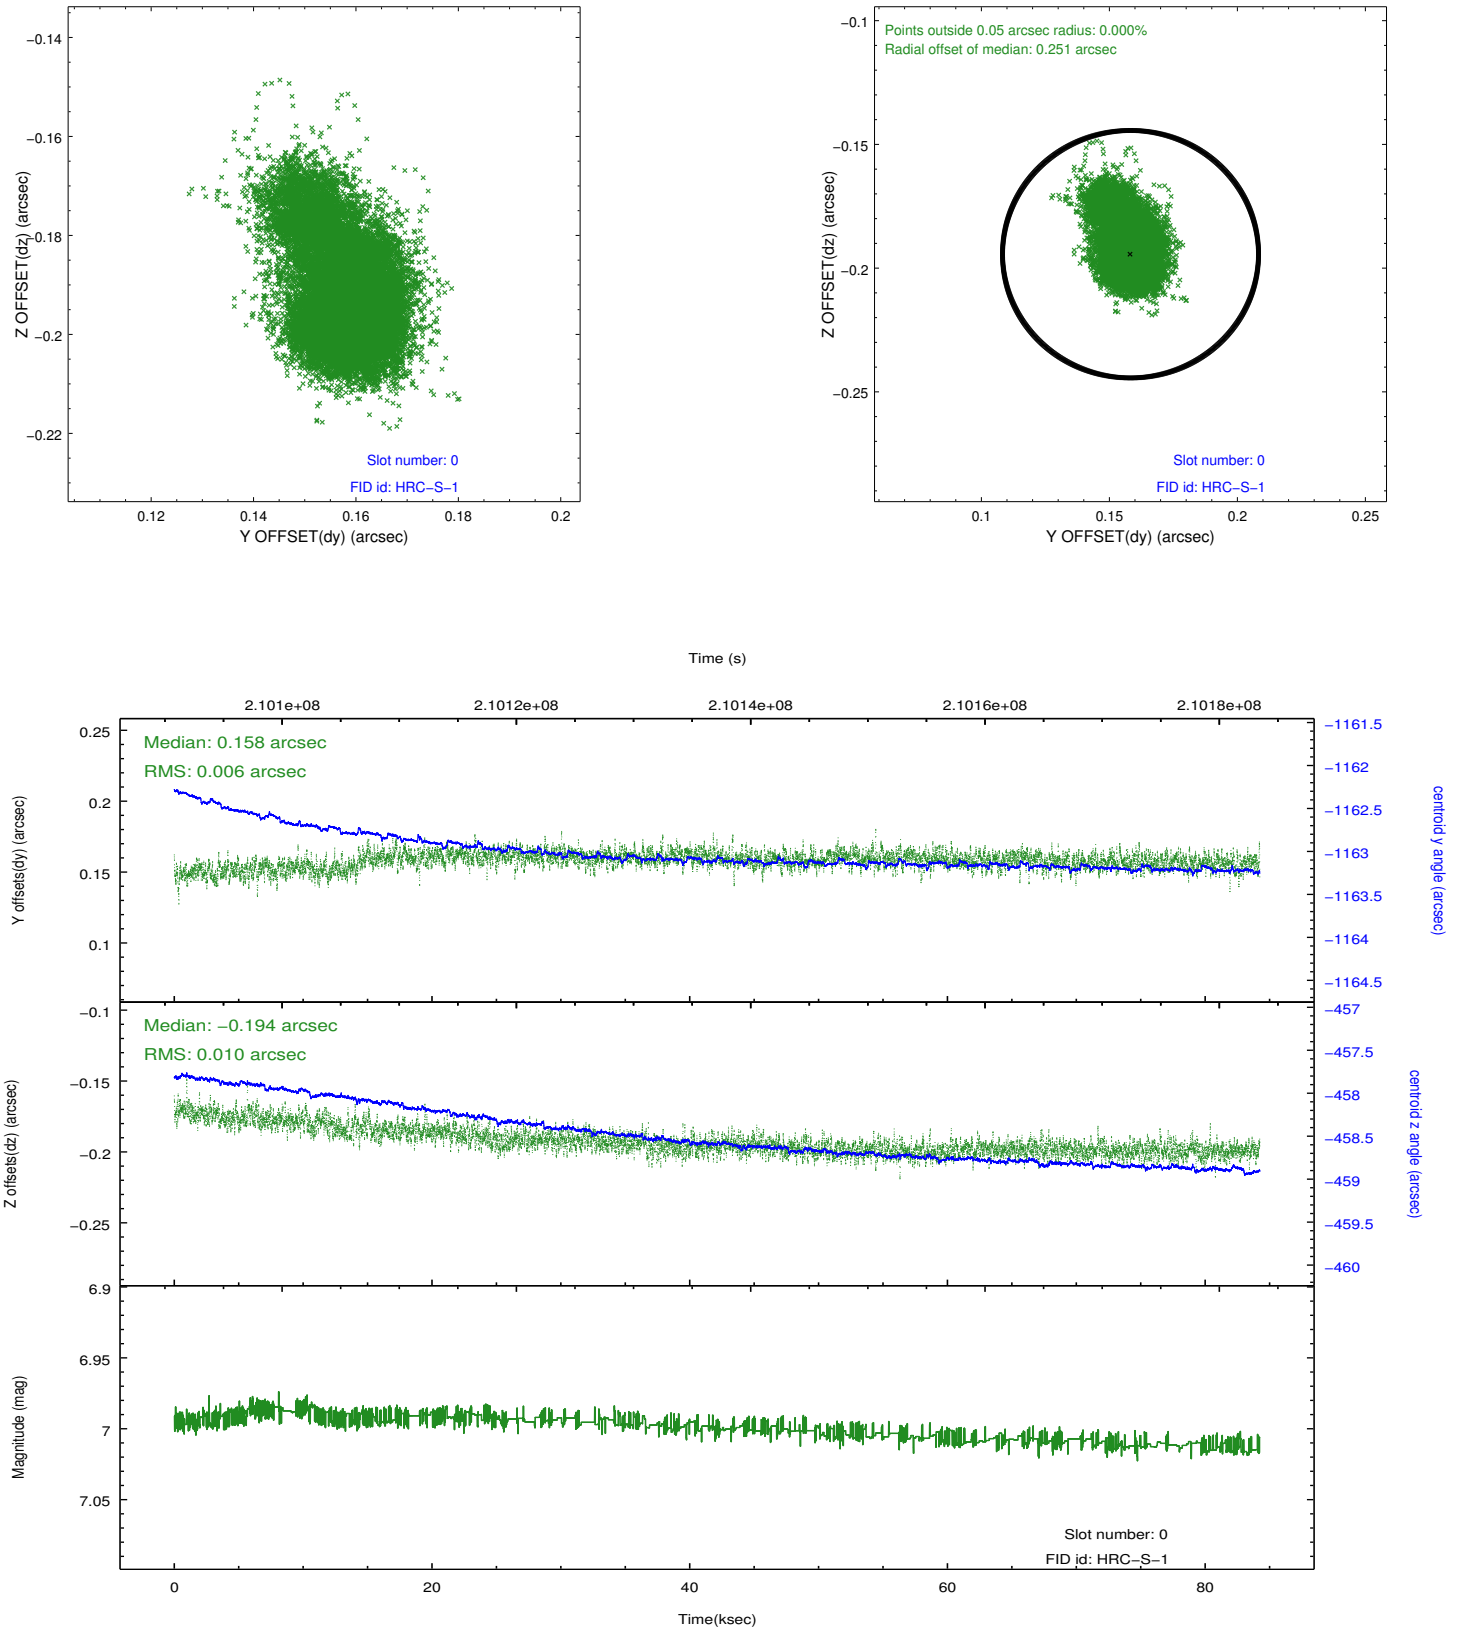 −0.14
−0.16
−0.18
−0.2
−0.22
Z OFFSET(dz) (arcsec)
Slot number: 0
FID id: HRC−S−1
0.12
0.14
0.16
0.18
0.2
Y OFFSET(dy) (arcsec)
Points outside 0.05 arcsec radius: 0.000%
Radial offset of median: 0.251 arcsec
−0.1
−0.15
−0.2
−0.25
Z OFFSET(dz) (arcsec)
Slot number: 0
FID id: HRC−S−1
0.1
0.15
0.2
0.25
Y OFFSET(dy) (arcsec)
Time (s)
2.101e+08
2.1012e+08
2.1014e+08
2.1016e+08
2.1018e+08
Median: 0.158 arcsec
RMS: 0.006 arcsec
0.25
0.2
0.15
0.1
Y offsets(dy) (arcsec)
−1161.5
−1162
−1162.5
−1163
−1163.5
−1164
−1164.5
centroid y angle (arcsec)
Median: −0.194 arcsec
RMS: 0.010 arcsec
−0.1
−0.15
−0.2
−0.25
Z offsets(dz) (arcsec)
−457
−457.5
−458
−458.5
−459
−459.5
−460
centroid z angle (arcsec)
6.9
6.95
7
7.05
Magnitude (mag)
Slot number: 0
FID id: HRC−S−1
0
20
40
60
80
Time(ksec)